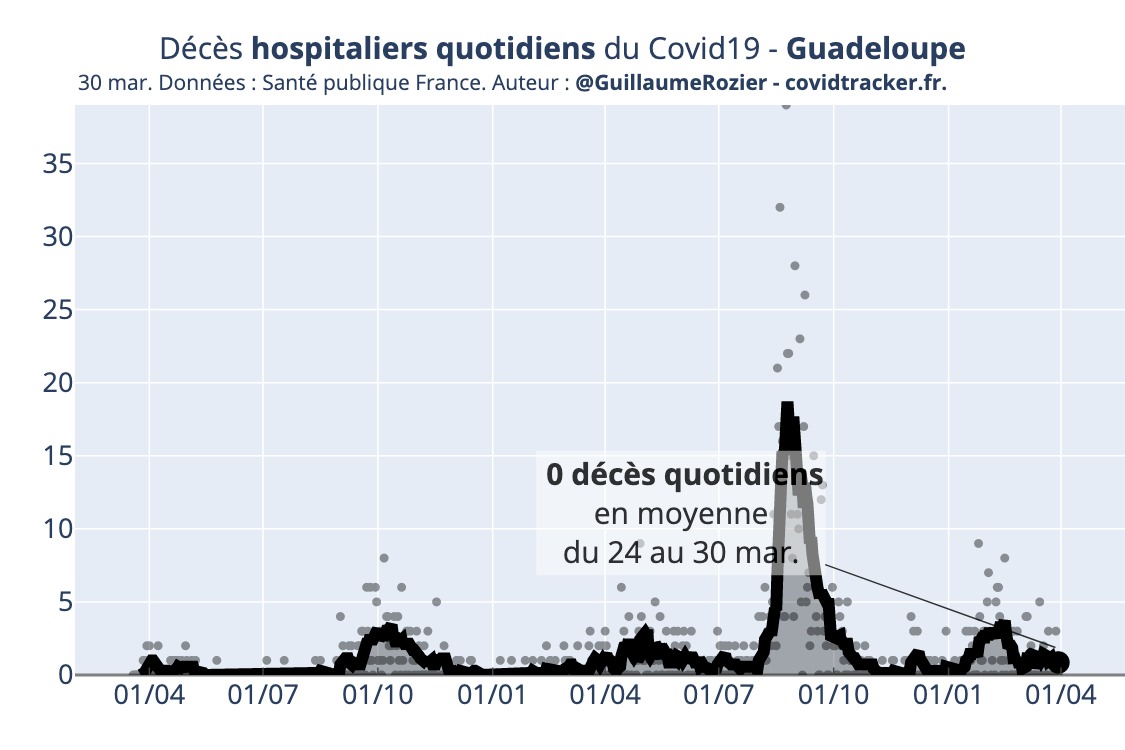 Décès hospitaliers quotidiens du Covid19 - Guadeloupe
30 mar. Données : Santé publique France. Auteur : @GuillaumeRozier - covidtracker.fr.
35
30
25
20
15
10
5
0
0 décès quotidiens
en moyenne
du 24 au 30 mar.
01/04 01/07 01/10 01/01 01/04 01/07 01/10 01/01 01/04